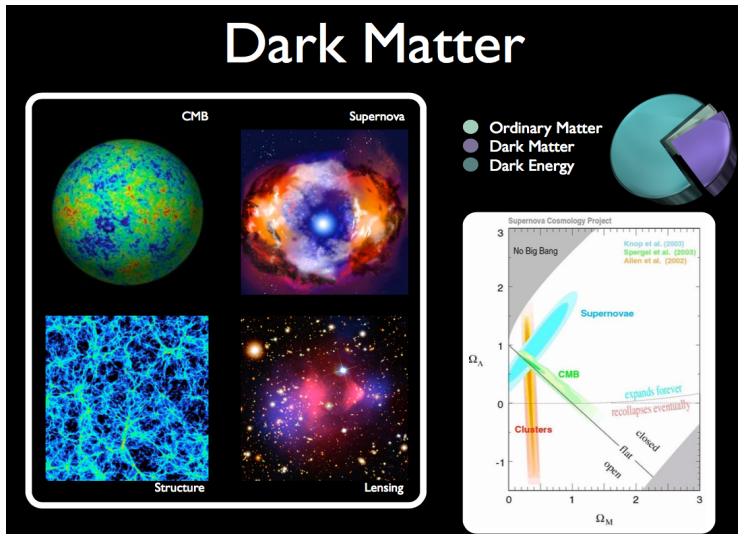 Dark Matter
CMB
Supernova
Structure
Lensing
Ordinary Matter
Dark Matter
Dark Energy
Supernova Cosmology Project
3
No Big Bang
Knop et al. (2003)
Spergel et al. (2003)
Allen et al. (2002)
2
Supernovae
1
CMB
Ω_Λ
expands forever
0
recollapses eventually
Clusters
closed
flat
open
-1
0
1
2
3
Ω_M